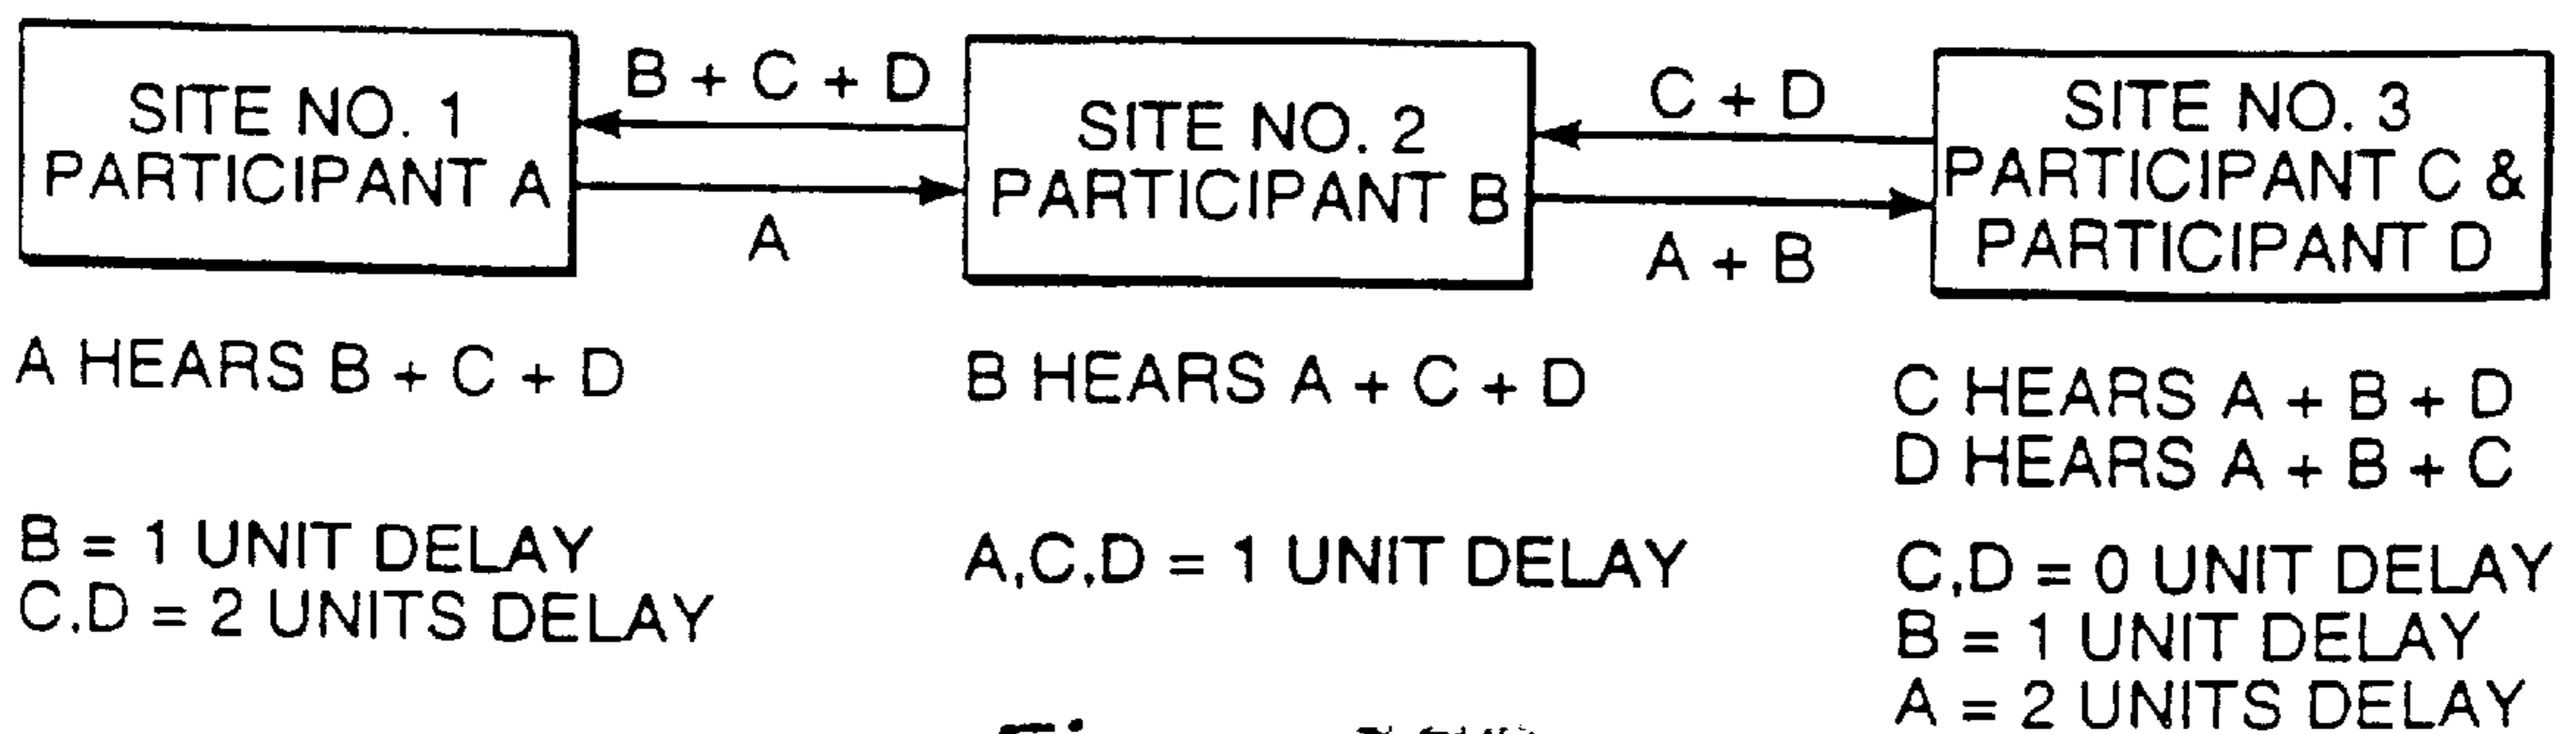 SITE NO. 1
PARTICIPANT A
B + C + D
A
SITE NO. 2
PARTICIPANT B
C + D
A + B
SITE NO. 3
PARTICIPANT C &
PARTICIPANT D
A HEARS B + C + D
B HEARS A + C + D
C HEARS A + B + D
D HEARS A + B + C
B = 1 UNIT DELAY
C,D = 2 UNITS DELAY
A,C,D = 1 UNIT DELAY
C,D = 0 UNIT DELAY
B = 1 UNIT DELAY
A = 2 UNITS DELAY